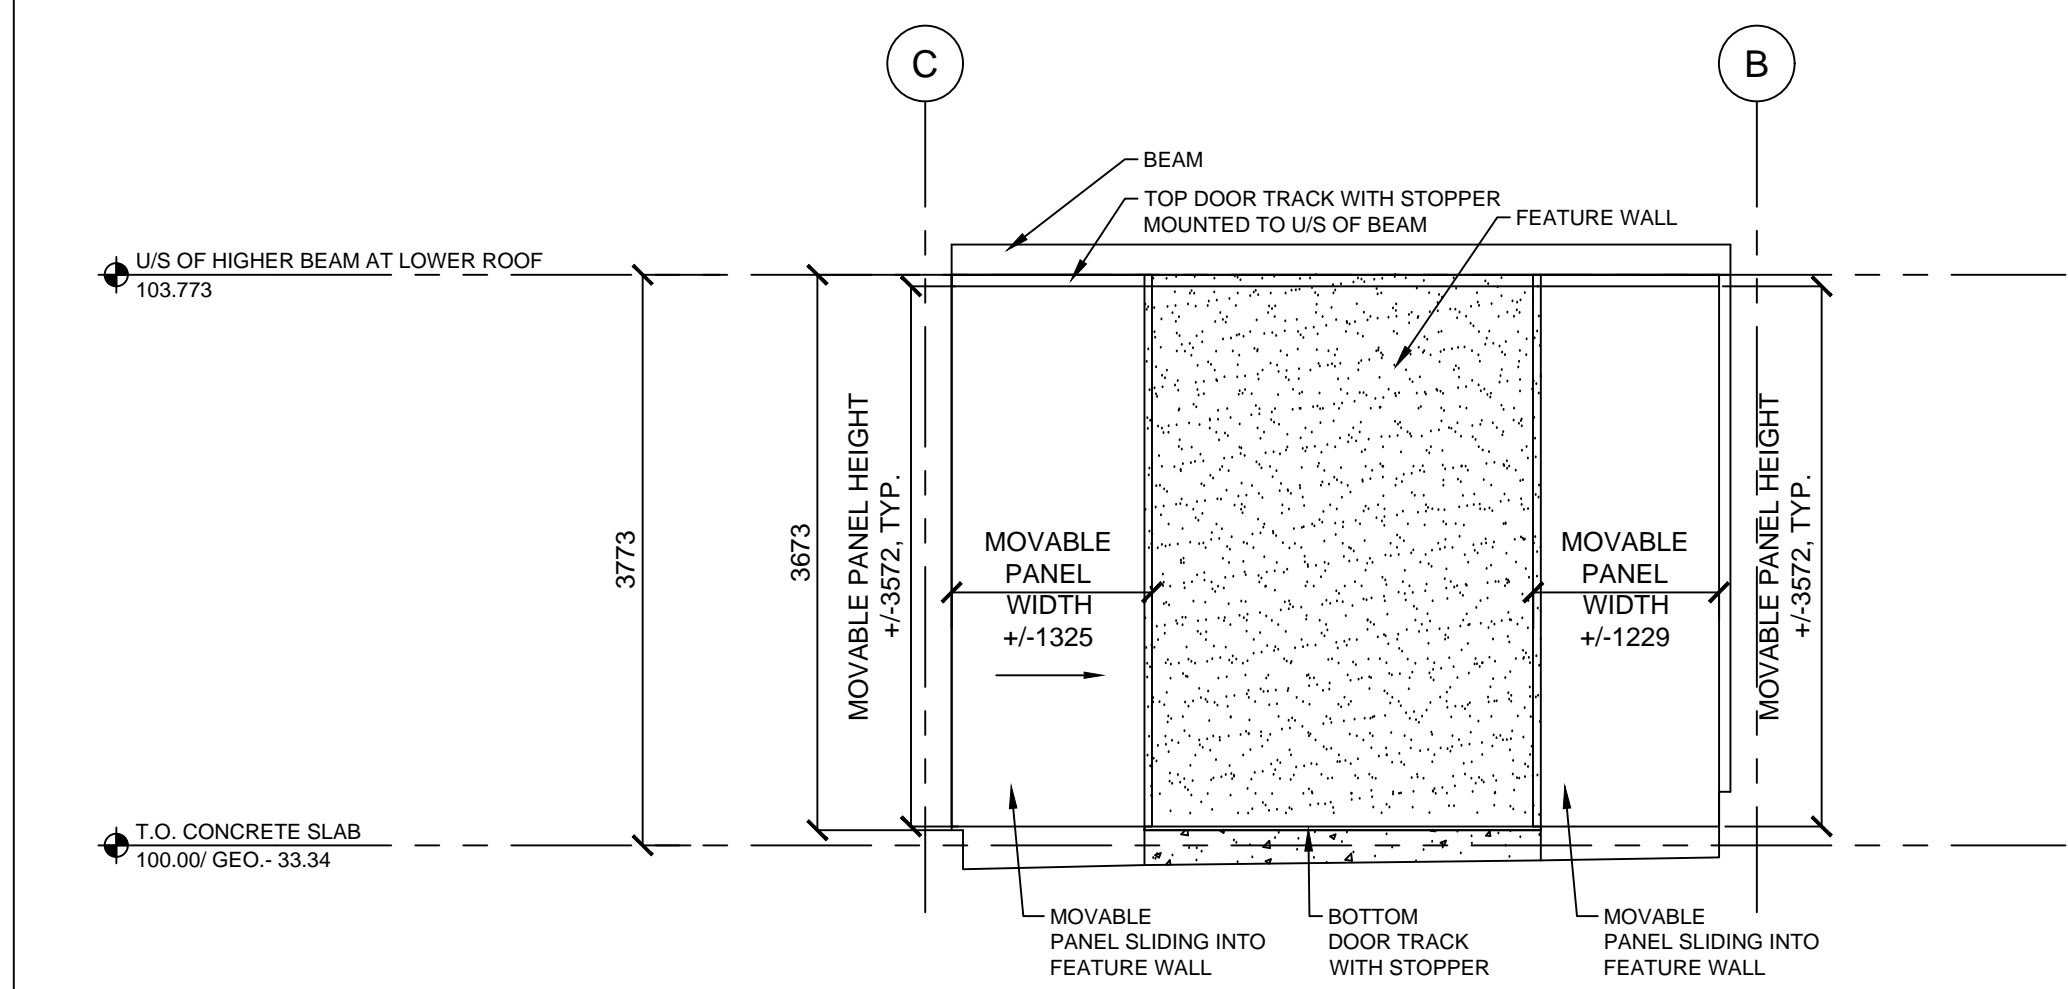 C
B
BEAM
TOP DOOR TRACK WITH STOPPER
MOUNTED TO U/S OF BEAM
FEATURE WALL
U/S OF HIGHER BEAM AT LOWER ROOF
103.773
3773
3673
MOVABLE PANEL HEIGHT
+/-3572, TYP.
MOVABLE
PANEL
WIDTH
+/-1325
MOVABLE
PANEL
WIDTH
+/-1229
MOVABLE PANEL HEIGHT
+/-3572, TYP.
T.O. CONCRETE SLAB
100.00/ GEO.- 33.34
MOVABLE
PANEL SLIDING INTO
FEATURE WALL
BOTTOM
DOOR TRACK
WITH STOPPER
MOVABLE
PANEL SLIDING INTO
FEATURE WALL